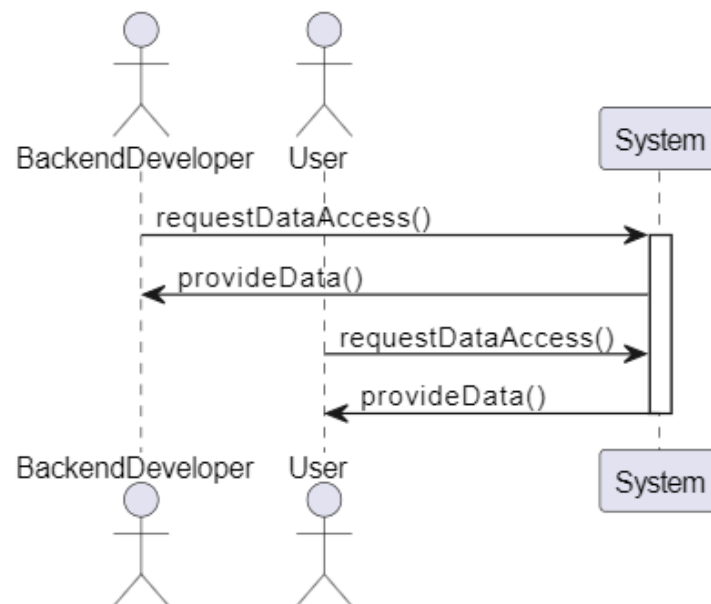 BackendDeveloper User System
requestDataAccess()
provideData()
requestDataAccess()
provideData()
BackendDeveloper User System